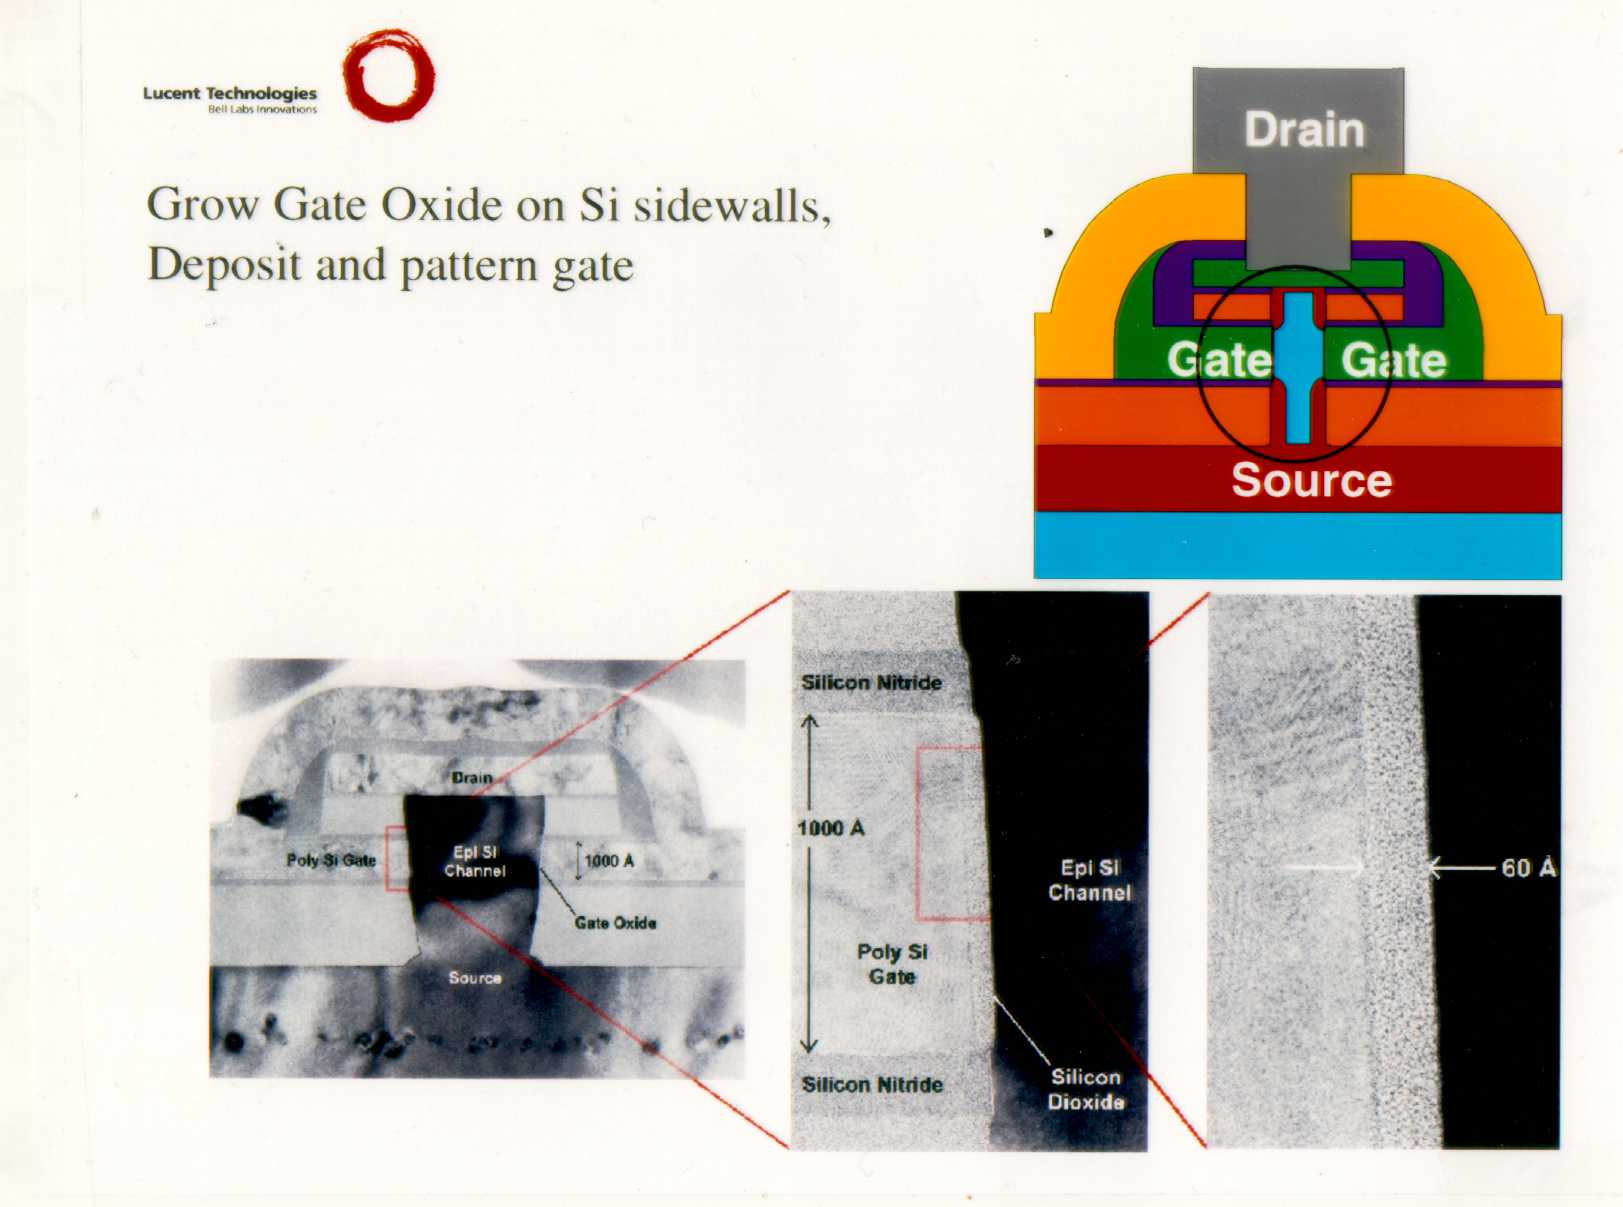 Lucent Technologies
Bell Labs Innovations
Grow Gate Oxide on Si sidewalls,
Deposit and pattern gate
Drain
Gate
Gate
Source
Drain
Poly Si Gate
Epi Si
Channel
1000 Å
Gate Oxide
Source
Silicon Nitride
1000 Å
Epi Si
Channel
Poly Si
Gate
Silicon Nitride
Silicon
Dioxide
60 Å